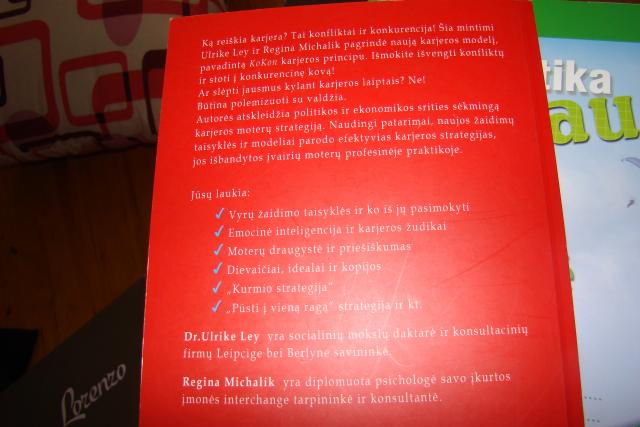 Ką reiškia karjera? Tai konfliktai ir konkurencija! Šia mintimi
Ulrike Ley ir Regina Michalik pagrindė naują karjeros modelį,
pavadintą KoKon karjeros principu. Išmokite išvengti konfliktų
ir stoti į konkurencinę kovą!
Ar slėpti jausmus kylant karjeros laiptais? Ne!
Būtina polemizuoti su valdžia.
Autorės atskleidžia politikos ir ekonomikos srities sėkmingą
karjeros moterų strategiją. Naudingi patarimai, naujos žaidimų
taisyklės ir modeliai parodo efektyvias karjeros strategijas,
jos išbandytos įvairių moterų profesinėje praktikoje.
Jūsų laukia:
✓ Vyrų žaidimo taisyklės ir ko iš jų pasimokyti
✓ Emocinė inteligencija ir karjeros žudikai
✓ Moterų draugystė ir priešiškumas
✓ Dievaičiai, idealai ir kopijos
✓ „Kurmio strategija“
✓ „Pūsti į vieną ragą“ strategija ir kt.
Dr.Ulrike Ley yra socialinių mokslų daktarė ir konsultacinių
firmų Leipcige bei Berlyne savininkė.
Regina Michalik yra diplomuota psichologė savo įkurtos
įmonės interchange tarpininkė ir konsultantė.
tika
au
Lorenzo